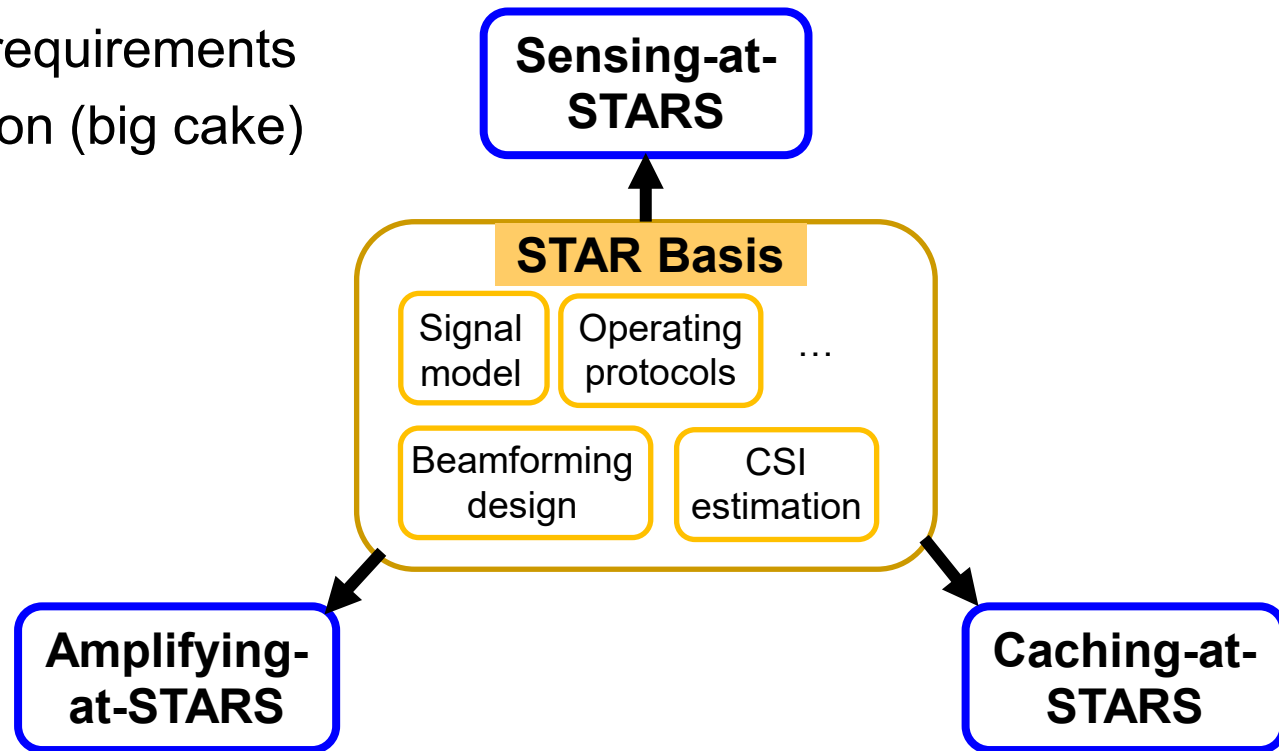 requirements
on (big cake)
Sensing-at-
STARS
STAR Basis
Signal
model
Operating
protocols
...
Beamforming
design
CSI
estimation
Amplifying-
at-STARS
Caching-at-
STARS